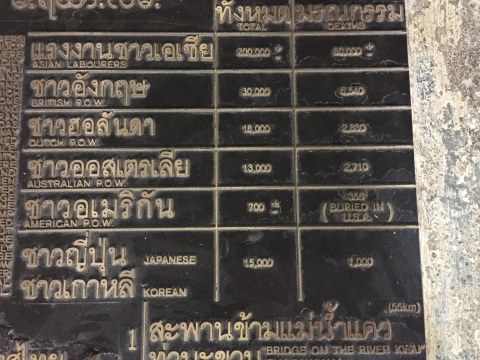 ทั้งหมด มรณกรรม
TOTAL DEATHS
แรงงานชาวเอเซีย 200,000 ± 80,000 ±
ASIAN LABOURERS
ชาวอังกฤษ 30,000 6,540
BRITISH P.O.W.
ชาวฮอลันดา 18,000 2,830
DUTCH P.O.W.
ชาวออสเตรเลีย 13,000 2,710
AUSTRALIAN P.O.W.
ชาวอเมริกัน 700 ± 356
(BURIED IN U.S.A.)
AMERICAN P.O.W.
ชาวญี่ปุ่น JAPANESE 15,000 1,000
ชาวเกาหลี KOREAN
(55km)
1 สะพานข้ามแม่น้ำแคว
"BRIDGE ON THE RIVER KWAI"